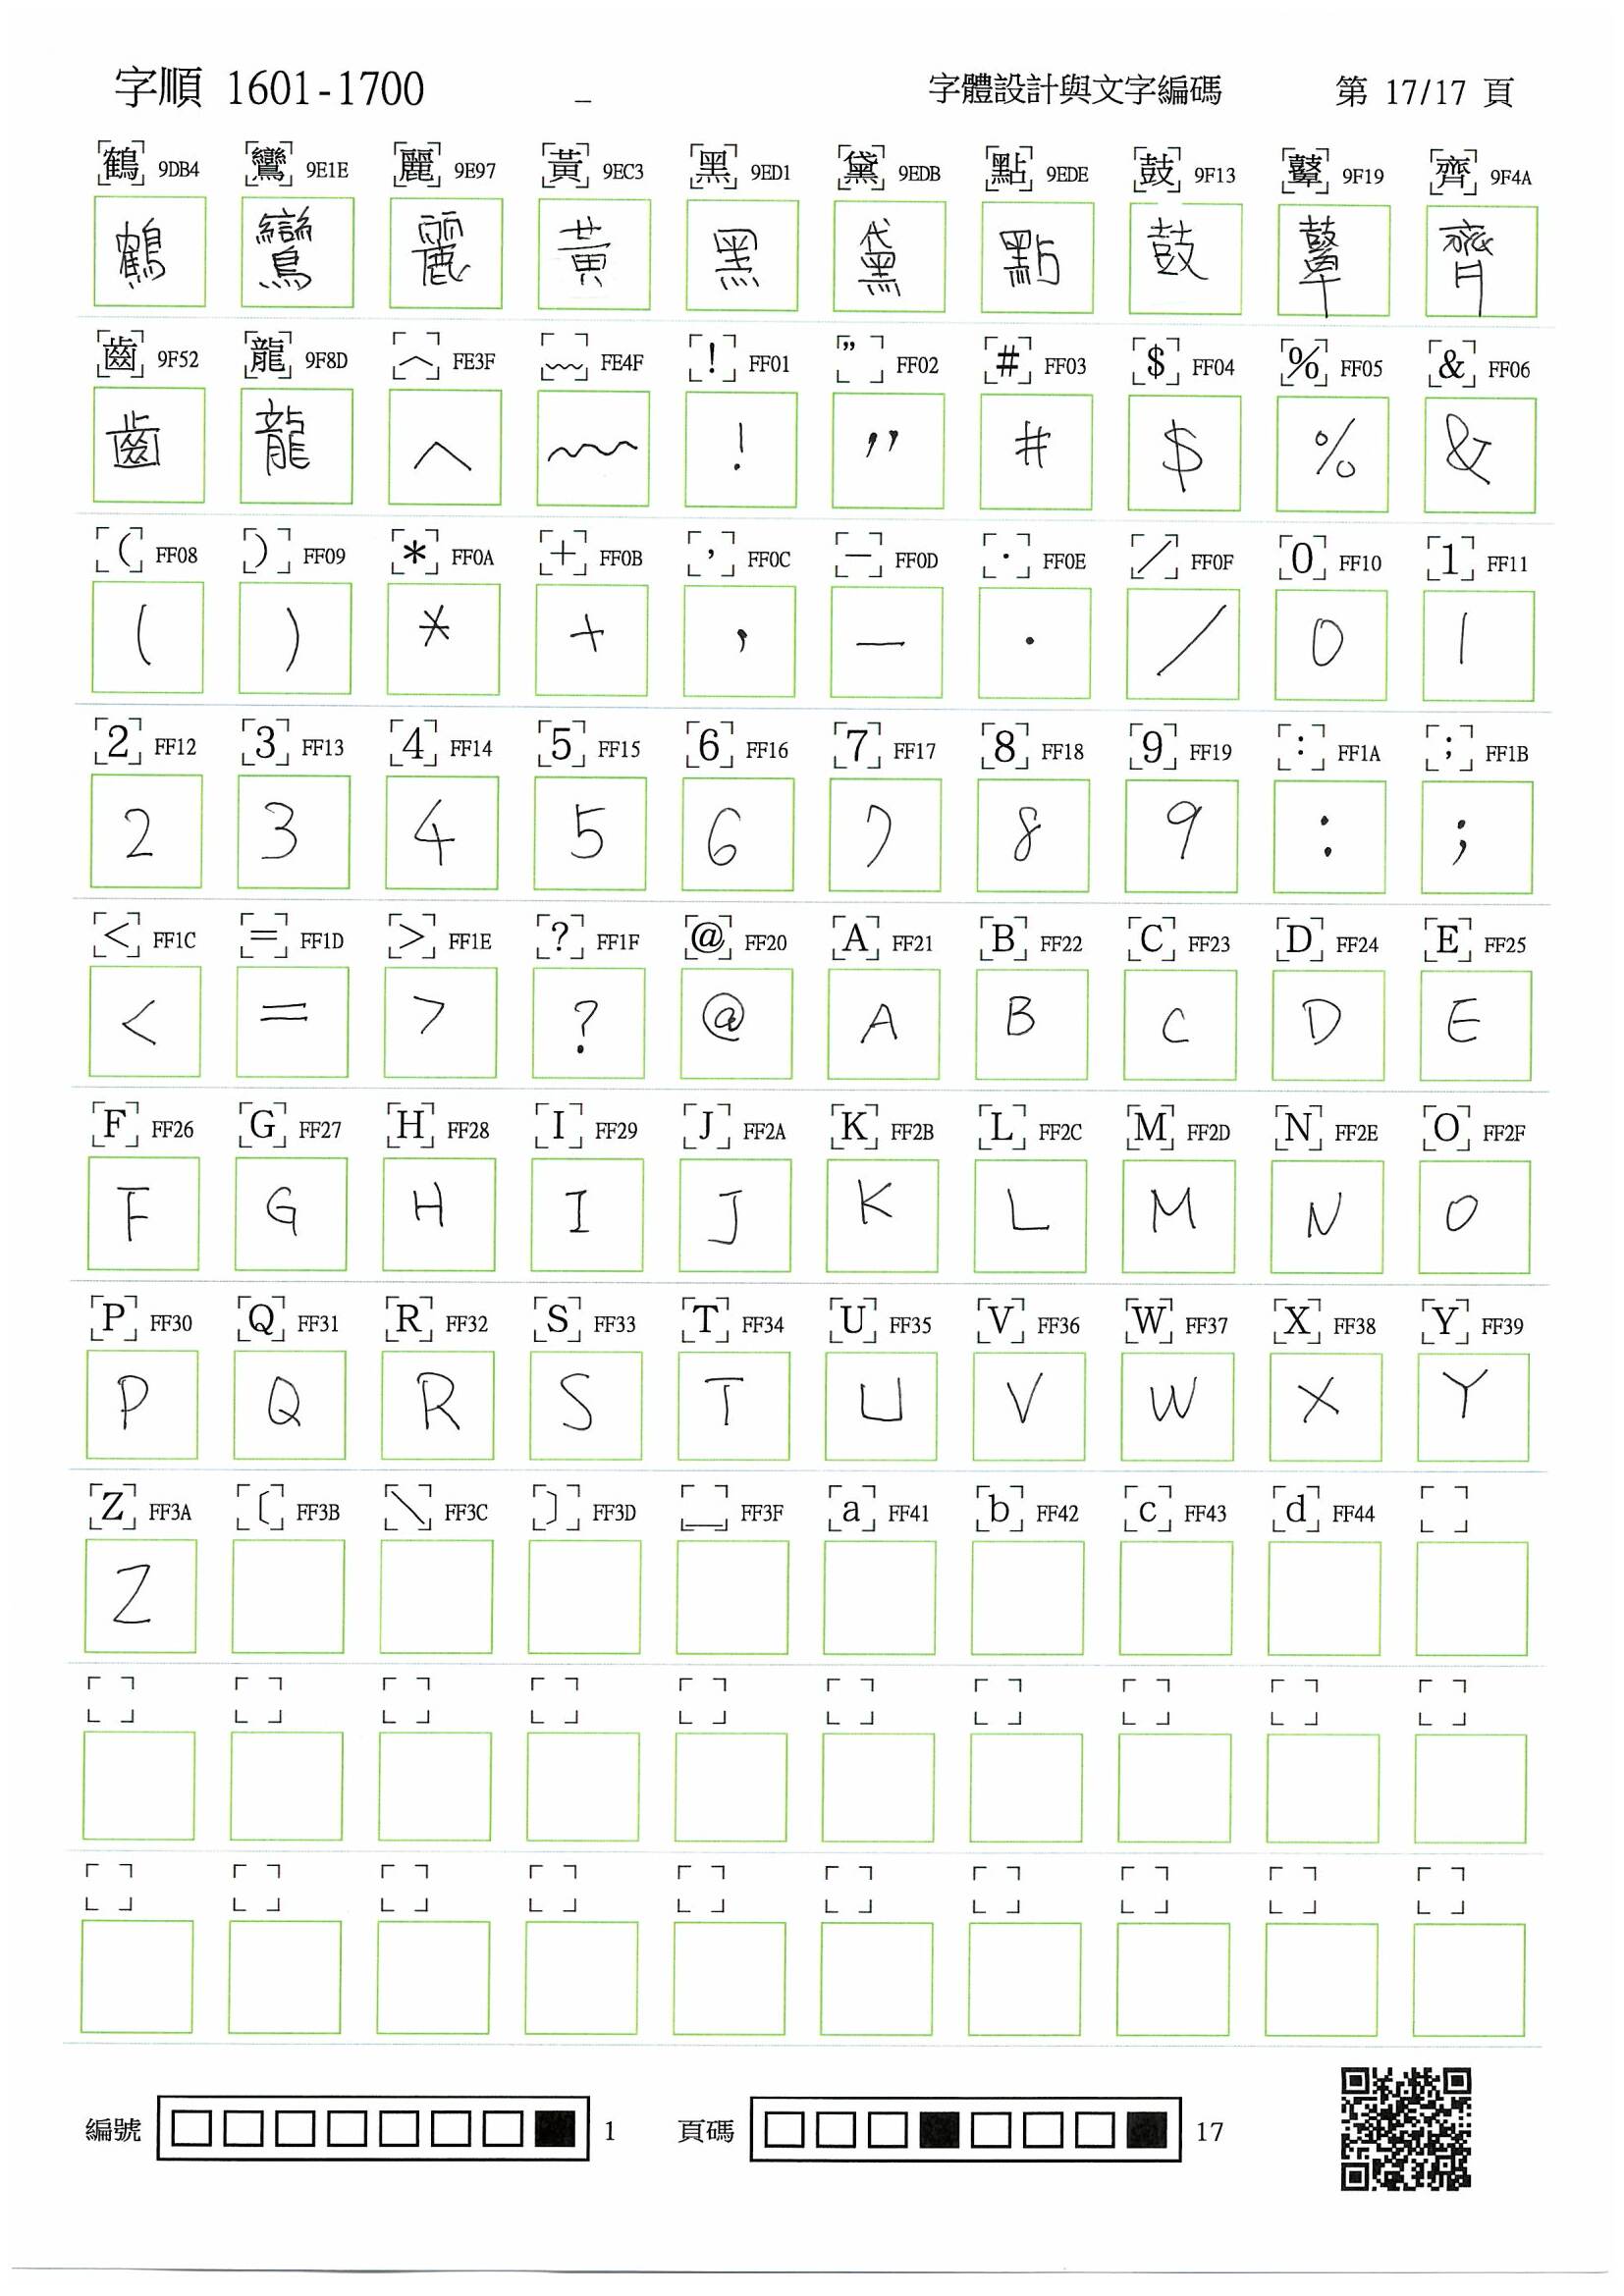 字順 1601-1700 _ 字體設計與文字編碼 第 17/17 頁
鶴 9DB4 鸞 9E1E 麗 9E97 黃 9EC3 黑 9ED1 黛 9EDB 點 9EDE 鼓 9F13 鼙 9F19 齊 9F4A
鶴 鸞 麗 黃 黑 黛 點 鼓 鼙 齊
齒 9F52 龍 9F8D ︿ FE3F ﹏ FE4F ! FF01 " FF02 # FF03 $ FF04 % FF05 & FF06
齒 龍 ︿ ﹏ ! " # $ % &
( FF08 ) FF09 * FF0A + FF0B , FF0C － FF0D . FF0E / FF0F 0 FF10 1 FF11
( ) * + , － . / 0 1
2 FF12 3 FF13 4 FF14 5 FF15 6 FF16 7 FF17 8 FF18 9 FF19 : FF1A ; FF1B
2 3 4 5 6 7 8 9 : ;
< FF1C = FF1D > FF1E ? FF1F @ FF20 A FF21 B FF22 C FF23 D FF24 E FF25
< = > ? @ A B C D E
F FF26 G FF27 H FF28 I FF29 J FF2A K FF2B L FF2C M FF2D N FF2E O FF2F
F G H I J K L M N O
P FF30 Q FF31 R FF32 S FF33 T FF34 U FF35 V FF36 W FF37 X FF38 Y FF39
P Q R S T U V W X Y
Z FF3A 〔 FF3B \ FF3C 〕 FF3D _ FF3F a FF41 b FF42 c FF43 d FF44
Z
編號 1 頁碼 17